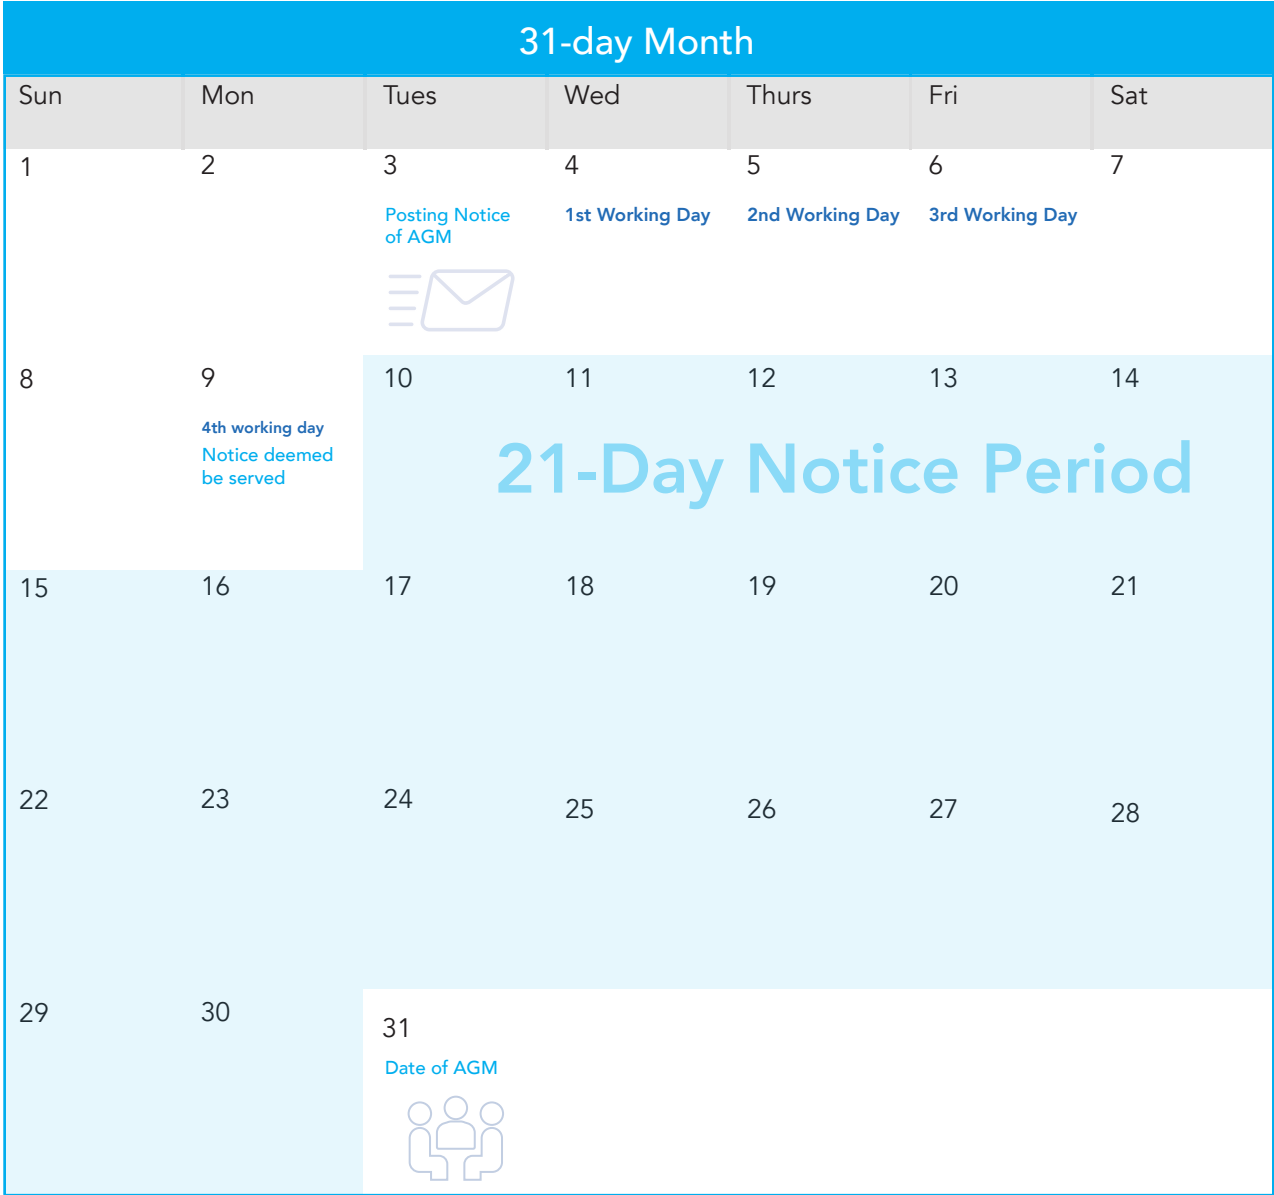 31-day Month
Sun Mon Tues Wed Thurs Fri Sat
1 2 3 4 5 6 7
Posting Notice 1st Working Day 2nd Working Day 3rd Working Day
of AGM
8 9 10 11 12 13 14
4th working day
Notice deemed
be served
21-Day Notice Period
15 16 17 18 19 20 21
22 23 24 25 26 27 28
29 30 31
Date of AGM